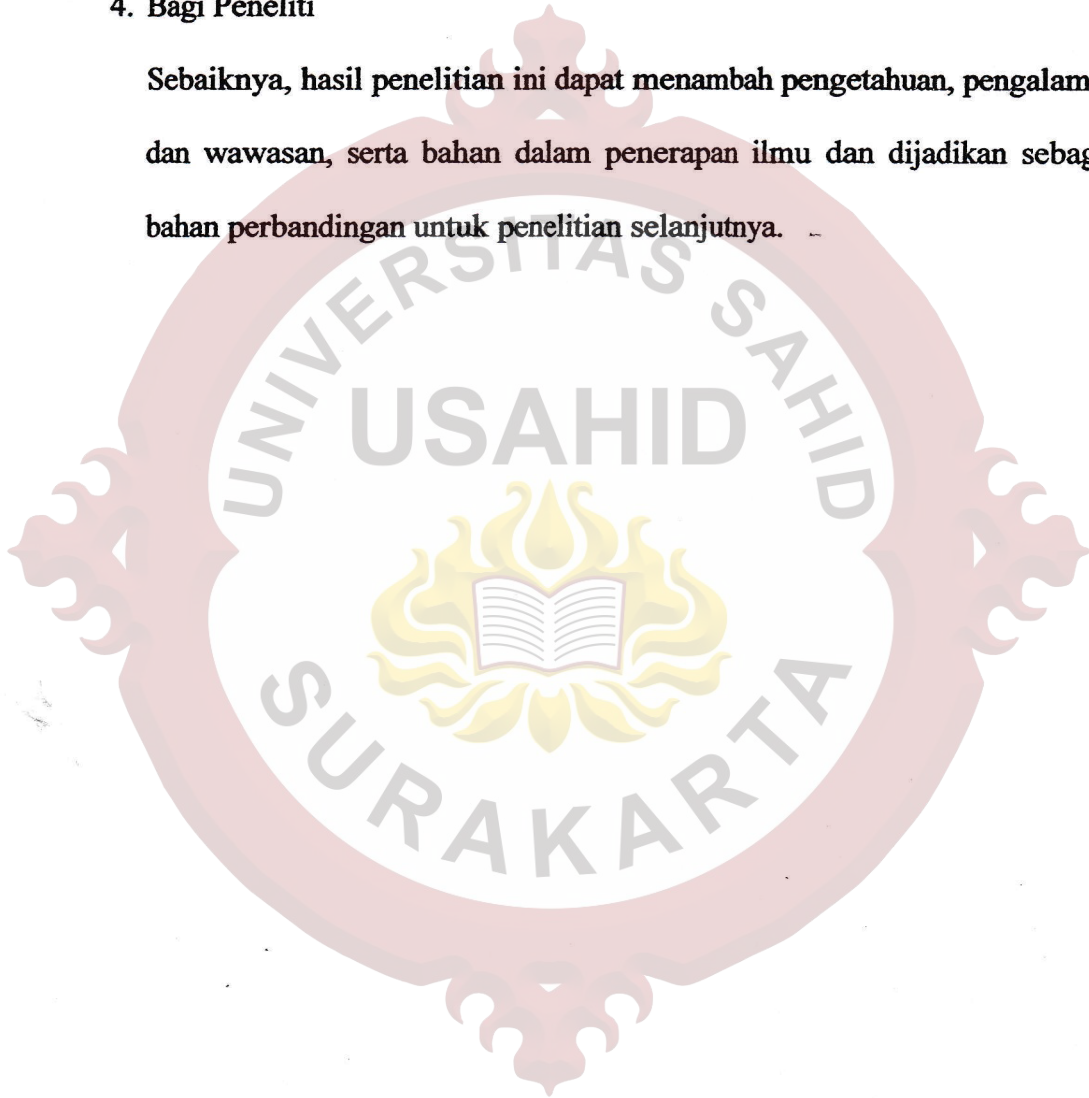 4. Bagi Peneliti
Sebaiknya, hasil penelitian ini dapat menambah pengetahuan, pengalam
dan wawasan, serta bahan dalam penerapan ilmu dan dijadikan sebag
bahan perbandingan untuk penelitian selanjutnya.
UNIVERSITAS SAHID
USAHID
SURAKARTA